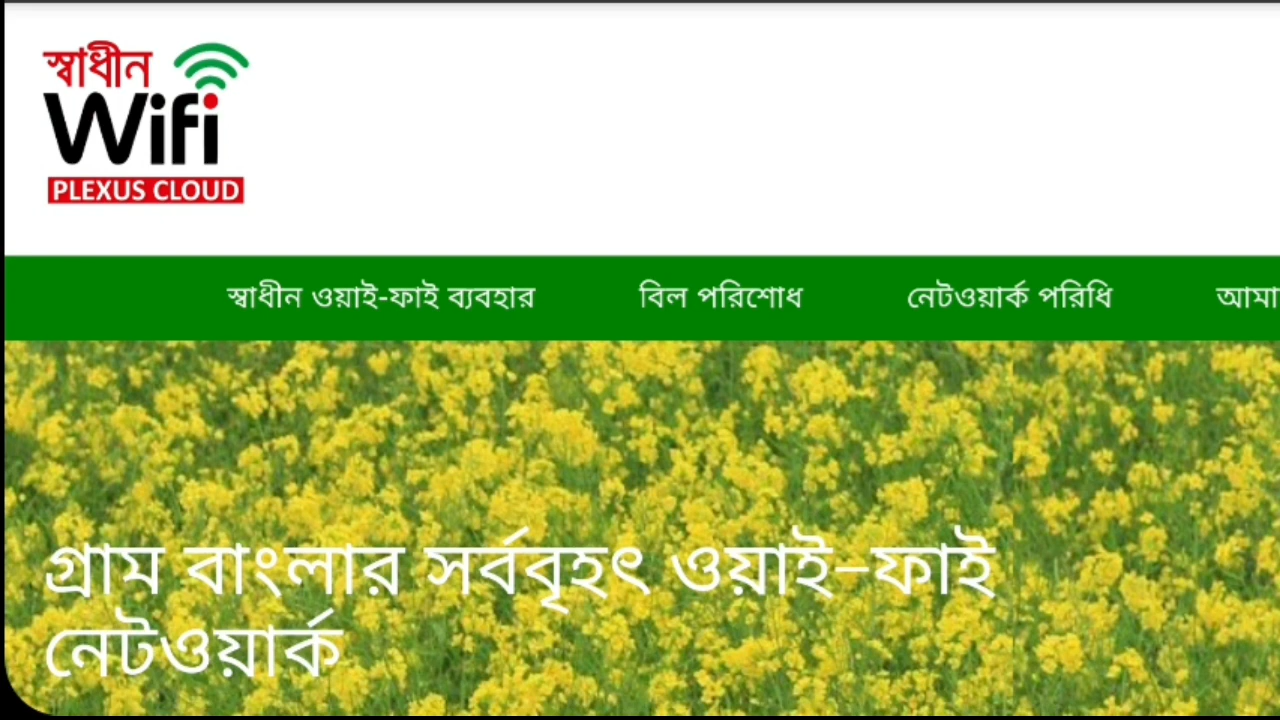 স্বাধীন
Wifi
PLEXUS CLOUD
স্বাধীন ওয়াই-ফাই ব্যবহার বিল পরিশোধ নেটওয়ার্ক পরিধি
গ্রাম বাংলার সর্ববৃহৎ ওয়াই–ফাই
নেটওয়ার্ক